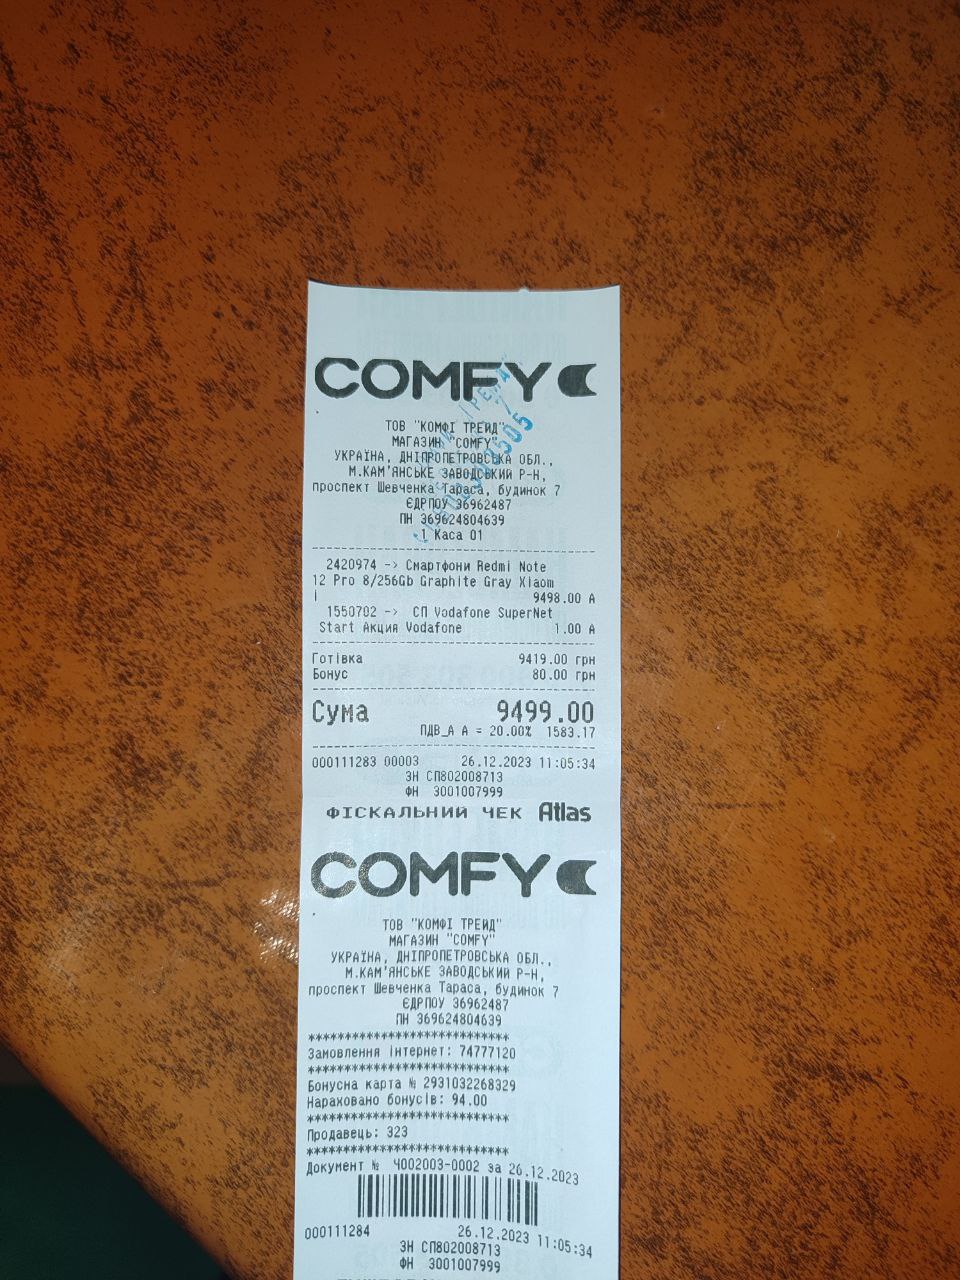 COMFY
ТОВ "КОМФІ ТРЕЙД"
МАГАЗИН "COMFY"
УКРАЇНА, ДНІПРОПЕТРОВСЬКА ОБЛ.,
М.КАМ'ЯНСЬКЕ ЗАВОДСЬКИЙ Р-Н,
проспект Шевченка Тараса, будинок 7
ЄДРПОУ 36962487
ПН 369624804639
1 Каса 01
2420974 -> Смартфони Redmi Note
12 Pro 8/256Gb Graphite Gray Xiaom
i 9498.00 А
1550702 -> СП Vodafone SuperNet
Start Акция Vodafone 1.00 А
Готівка 9419.00 грн
Бонус 80.00 грн
Сума 9499.00
ПДВ_А А = 20.00% 1583.17
000111283 00003 26.12.2023 11:05:34
ЗН СП802008713
ФН 3001007999
ФІСКАЛЬНИЙ ЧЕК Atlas
COMFY
ТОВ "КОМФІ ТРЕЙД"
МАГАЗИН "COMFY"
УКРАЇНА, ДНІПРОПЕТРОВСЬКА ОБЛ.,
М.КАМ'ЯНСЬКЕ ЗАВОДСЬКИЙ Р-Н,
проспект Шевченка Тараса, будинок 7
ЄДРПОУ 36962487
ПН 369624804639
****************************
Замовлення інтернет: 74777120
****************************
Бонусна карта № 2931032268329
Нараховано бонусів: 94.00
****************************
Продавець: 323
****************************
Документ № Ч002003-0002 за 26.12.2023
000111284 26.12.2023 11:05:34
ЗН СП802008713
ФН 3001007999